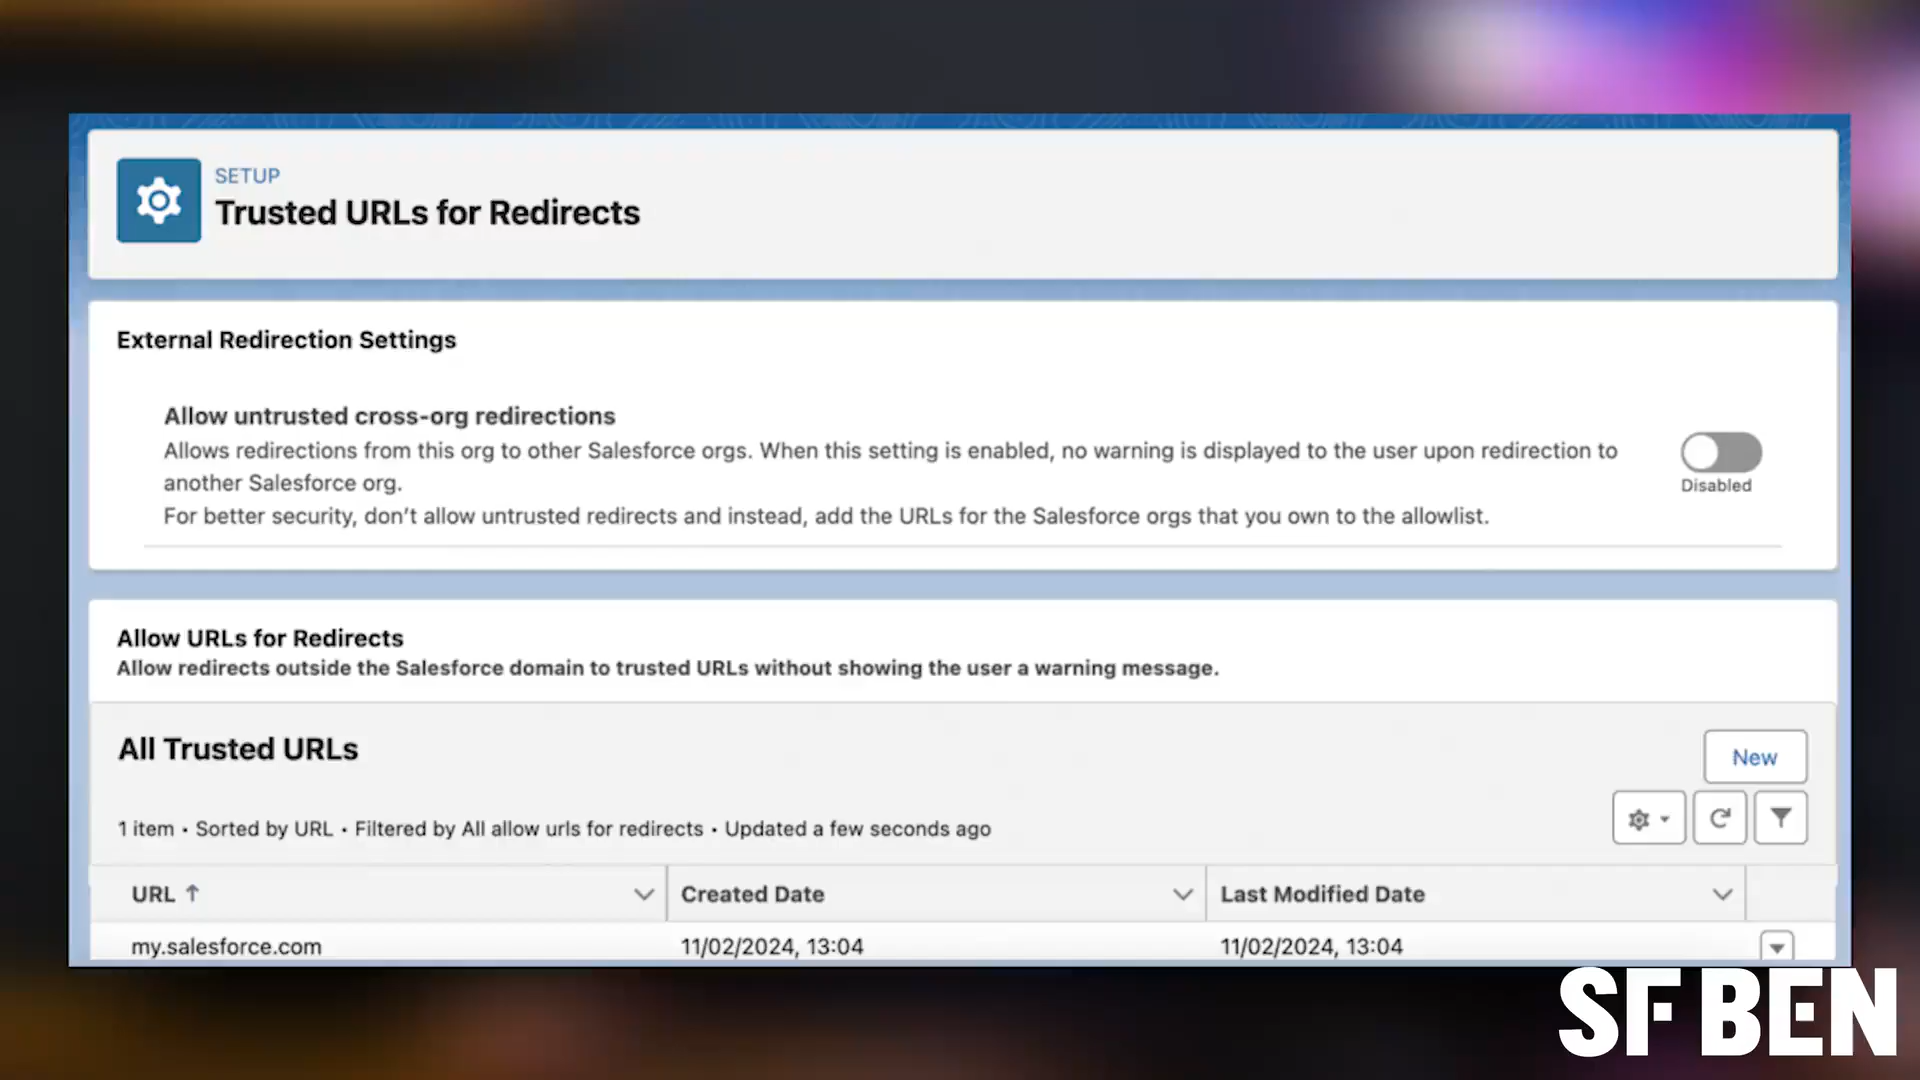 SETUP
Trusted URLs for Redirects
External Redirection Settings
Allow untrusted cross-org redirections
Allows redirections from this org to other Salesforce orgs. When this setting is enabled, no warning is displayed to the user upon redirection to
another Salesforce org.
Disabled
For better security, don’t allow untrusted redirects and instead, add the URLs for the Salesforce orgs that you own to the allowlist.
Allow URLs for Redirects
Allow redirects outside the Salesforce domain to trusted URLs without showing the user a warning message.
All Trusted URLs
New
1 item • Sorted by URL • Filtered by All allow urls for redirects • Updated a few seconds ago
URL ↑ Created Date Last Modified Date
my.salesforce.com 11/02/2024, 13:04 11/02/2024, 13:04
SF BEN